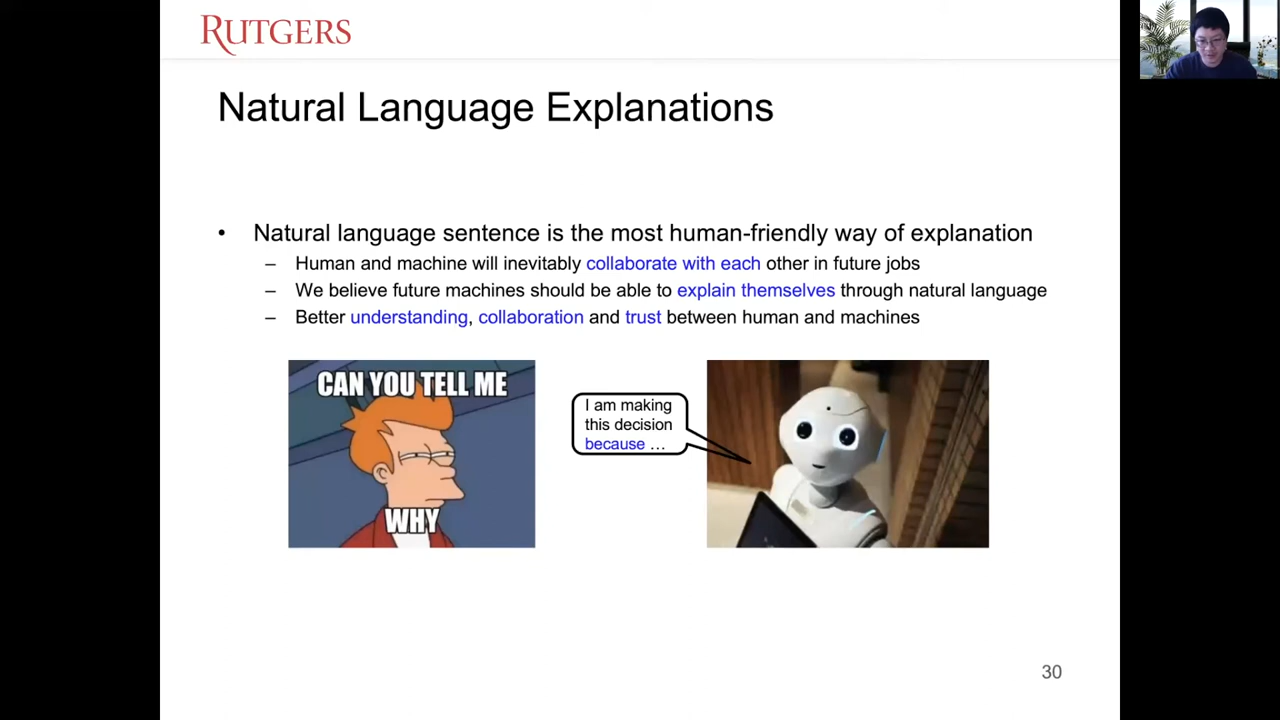 RUTGERS
Natural Language Explanations
• Natural language sentence is the most human-friendly way of explanation
– Human and machine will inevitably collaborate with each other in future jobs
– We believe future machines should be able to explain themselves through natural language
– Better understanding, collaboration and trust between human and machines
CAN YOU TELL ME
WHY
I am making
this decision
because …
30